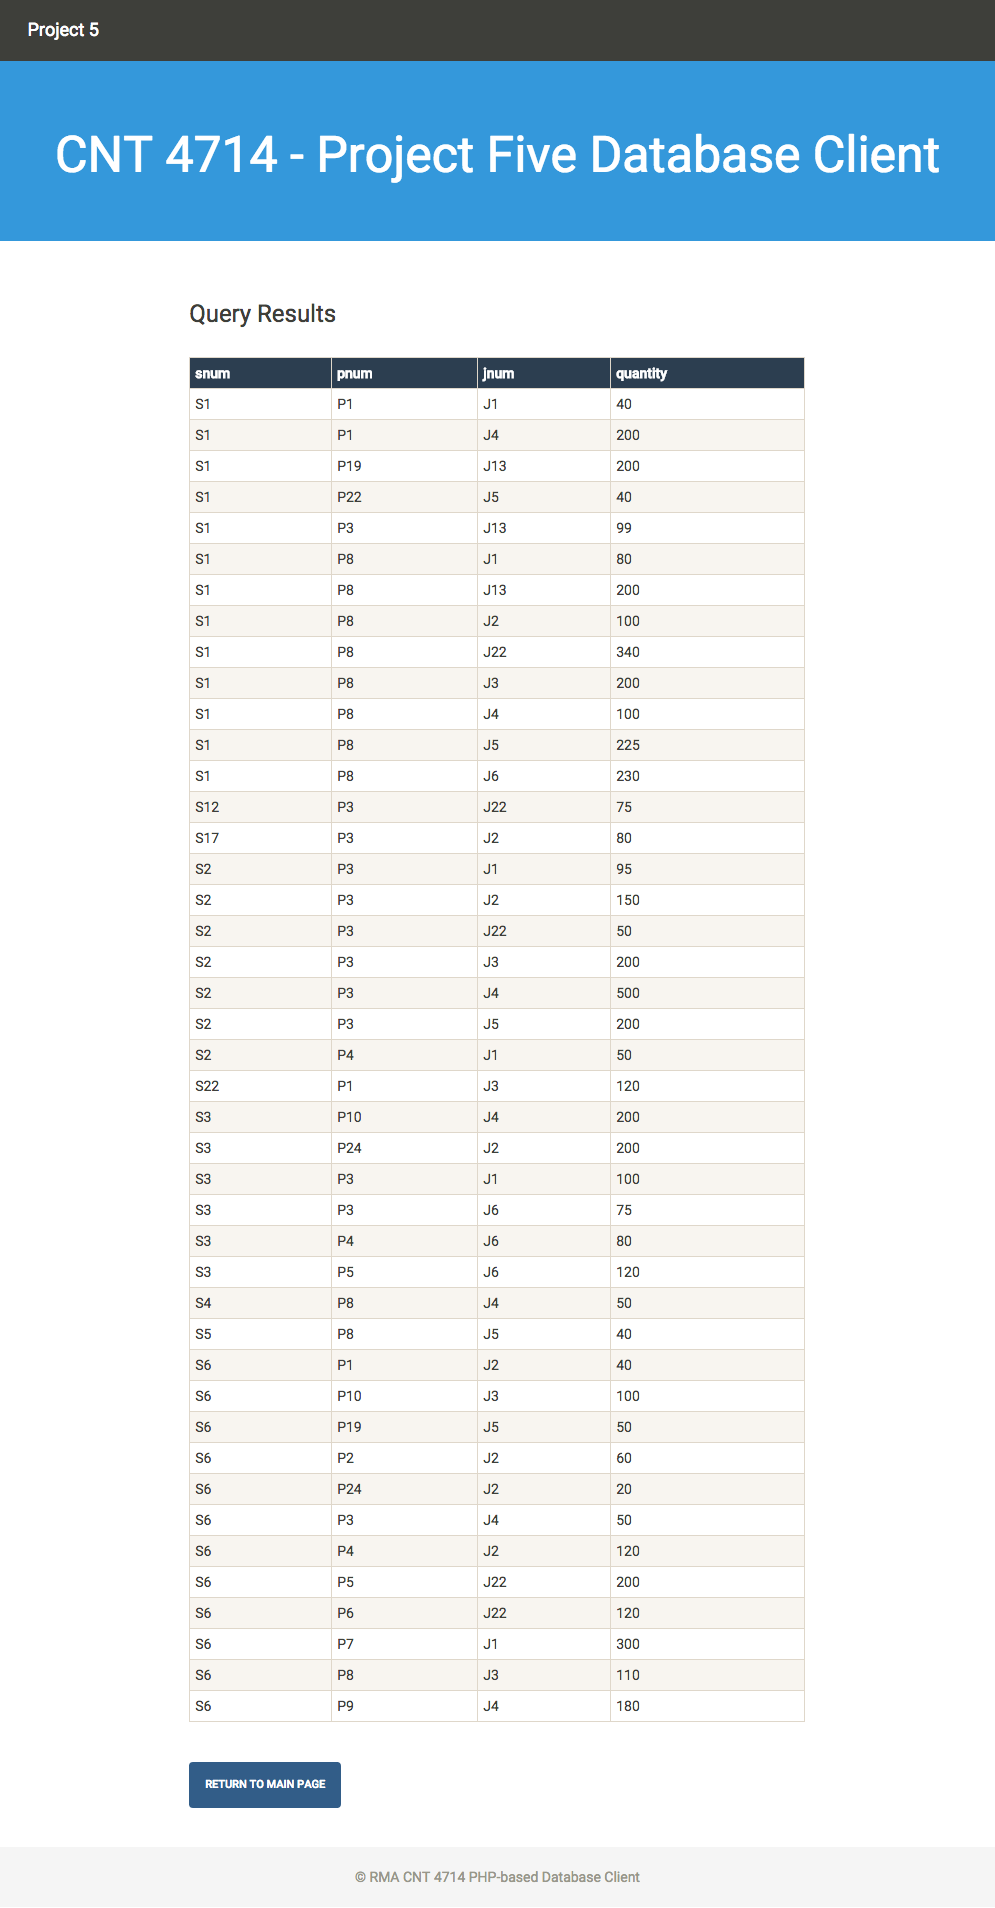 Project 5
CNT 4714 - Project Five Database Client
Query Results
snum pnum jnum quantity
S1 P1 J1 40
S1 P1 J4 200
S1 P19 J13 200
S1 P22 J5 40
S1 P3 J13 99
S1 P8 J1 80
S1 P8 J13 200
S1 P8 J2 100
S1 P8 J22 340
S1 P8 J3 200
S1 P8 J4 100
S1 P8 J5 225
S1 P8 J6 230
S12 P3 J22 75
S17 P3 J2 80
S2 P3 J1 95
S2 P3 J2 150
S2 P3 J22 50
S2 P3 J3 200
S2 P3 J4 500
S2 P3 J5 200
S2 P4 J1 50
S22 P1 J3 120
S3 P10 J4 200
S3 P24 J2 200
S3 P3 J1 100
S3 P3 J6 75
S3 P4 J6 80
S3 P5 J6 120
S4 P8 J4 50
S5 P8 J5 40
S6 P1 J2 40
S6 P10 J3 100
S6 P19 J5 50
S6 P2 J2 60
S6 P24 J2 20
S6 P3 J4 50
S6 P4 J2 120
S6 P5 J22 200
S6 P6 J22 120
S6 P7 J1 300
S6 P8 J3 110
S6 P9 J4 180
RETURN TO MAIN PAGE
© RMA CNT 4714 PHP-based Database Client